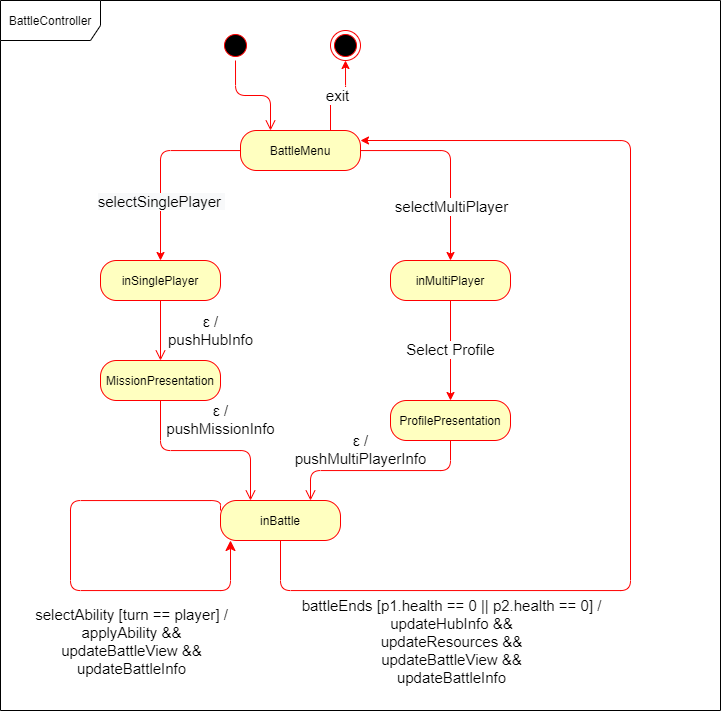 BattleController
exit
BattleMenu
selectSinglePlayer
selectMultiPlayer
inSinglePlayer
inMultiPlayer
ε /
pushHubInfo
Select Profile
MissionPresentation
ε /
pushMissionInfo
ProfilePresentation
ε /
pushMultiPlayerInfo
inBattle
selectAbility [turn == player] /
applyAbility &&
updateBattleView &&
updateBattleInfo
battleEnds [p1.health == 0 || p2.health == 0] /
updateHubInfo &&
updateResources &&
updateBattleView &&
updateBattleInfo